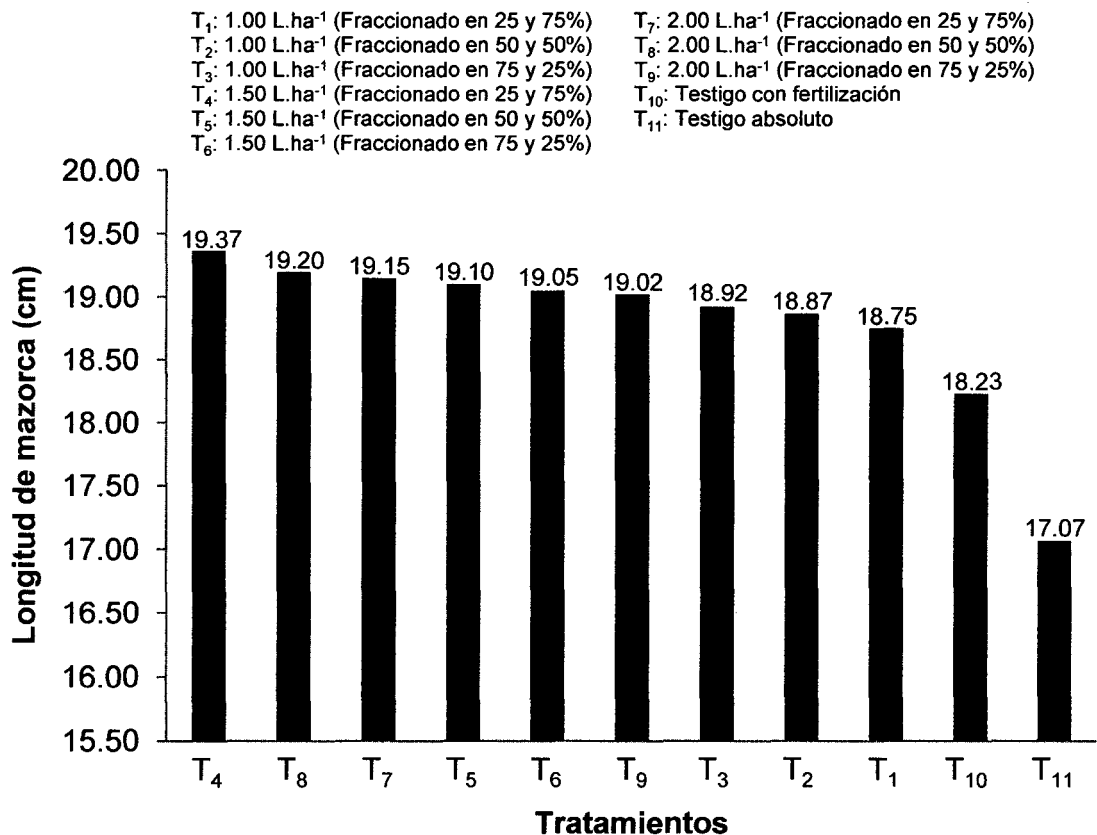 T₁: 1.00 L.ha⁻¹ (Fraccionado en 25 y 75%)
T₂: 1.00 L.ha⁻¹ (Fraccionado en 50 y 50%)
T₃: 1.00 L.ha⁻¹ (Fraccionado en 75 y 25%)
T₄: 1.50 L.ha⁻¹ (Fraccionado en 25 y 75%)
T₅: 1.50 L.ha⁻¹ (Fraccionado en 50 y 50%)
T₆: 1.50 L.ha⁻¹ (Fraccionado en 75 y 25%)
T₇: 2.00 L.ha⁻¹ (Fraccionado en 25 y 75%)
T₈: 2.00 L.ha⁻¹ (Fraccionado en 50 y 50%)
T₉: 2.00 L.ha⁻¹ (Fraccionado en 75 y 25%)
T₁₀: Testigo con fertilización
T₁₁: Testigo absoluto
Longitud de mazorca (cm)
20.00
19.50
19.00
18.50
18.00
17.50
17.00
16.50
16.00
15.50
19.37 19.20 19.15 19.10 19.05 19.02 18.92 18.87 18.75 18.23 17.07
T₄ T₈ T₇ T₅ T₆ T₉ T₃ T₂ T₁ T₁₀ T₁₁
Tratamientos